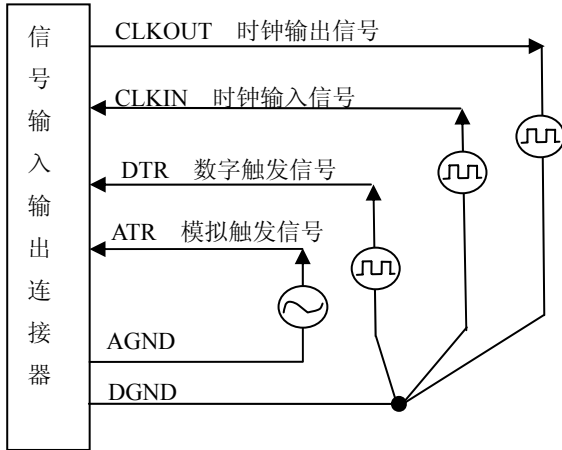 信号输入输出连接器
CLKOUT 时钟输出信号
CLKIN 时钟输入信号
DTR 数字触发信号
ATR 模拟触发信号
AGND
DGND